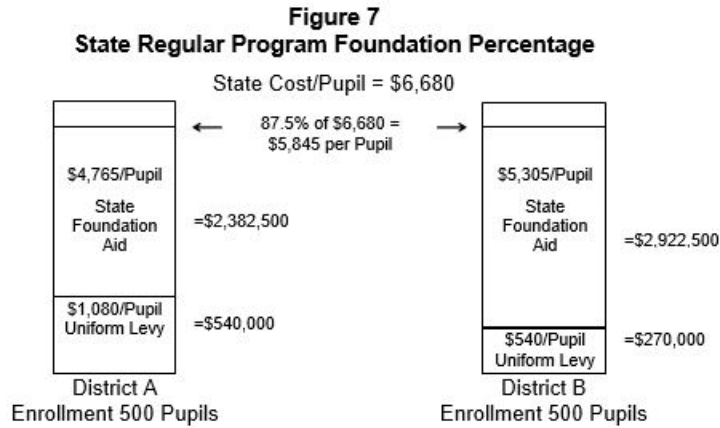 Figure 7
State Regular Program Foundation Percentage
State Cost/Pupil = $6,680
87.5% of $6,680 =
$5,845 per Pupil
$4,765/Pupil
State
Foundation
Aid
=$2,382,500
$1,080/Pupil
Uniform Levy
=$540,000
District A
Enrollment 500 Pupils
$5,305/Pupil
State
Foundation
Aid
=$2,922,500
$540/Pupil
Uniform Levy
=$270,000
District B
Enrollment 500 Pupils